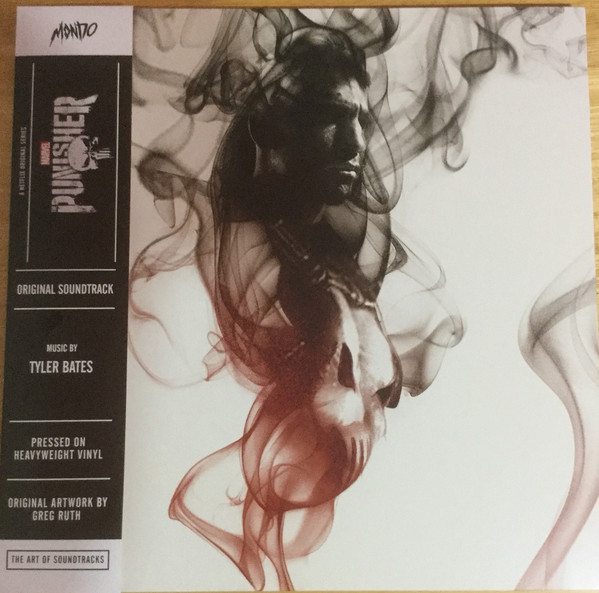 MONDO
A NETFLIX ORIGINAL SERIES
MARVEL
THE PUNISHER
ORIGINAL SOUNDTRACK
MUSIC BY
TYLER BATES
PRESSED ON
HEAVYWEIGHT VINYL
ORIGINAL ARTWORK BY
GREG RUTH
THE ART OF SOUNDTRACKS